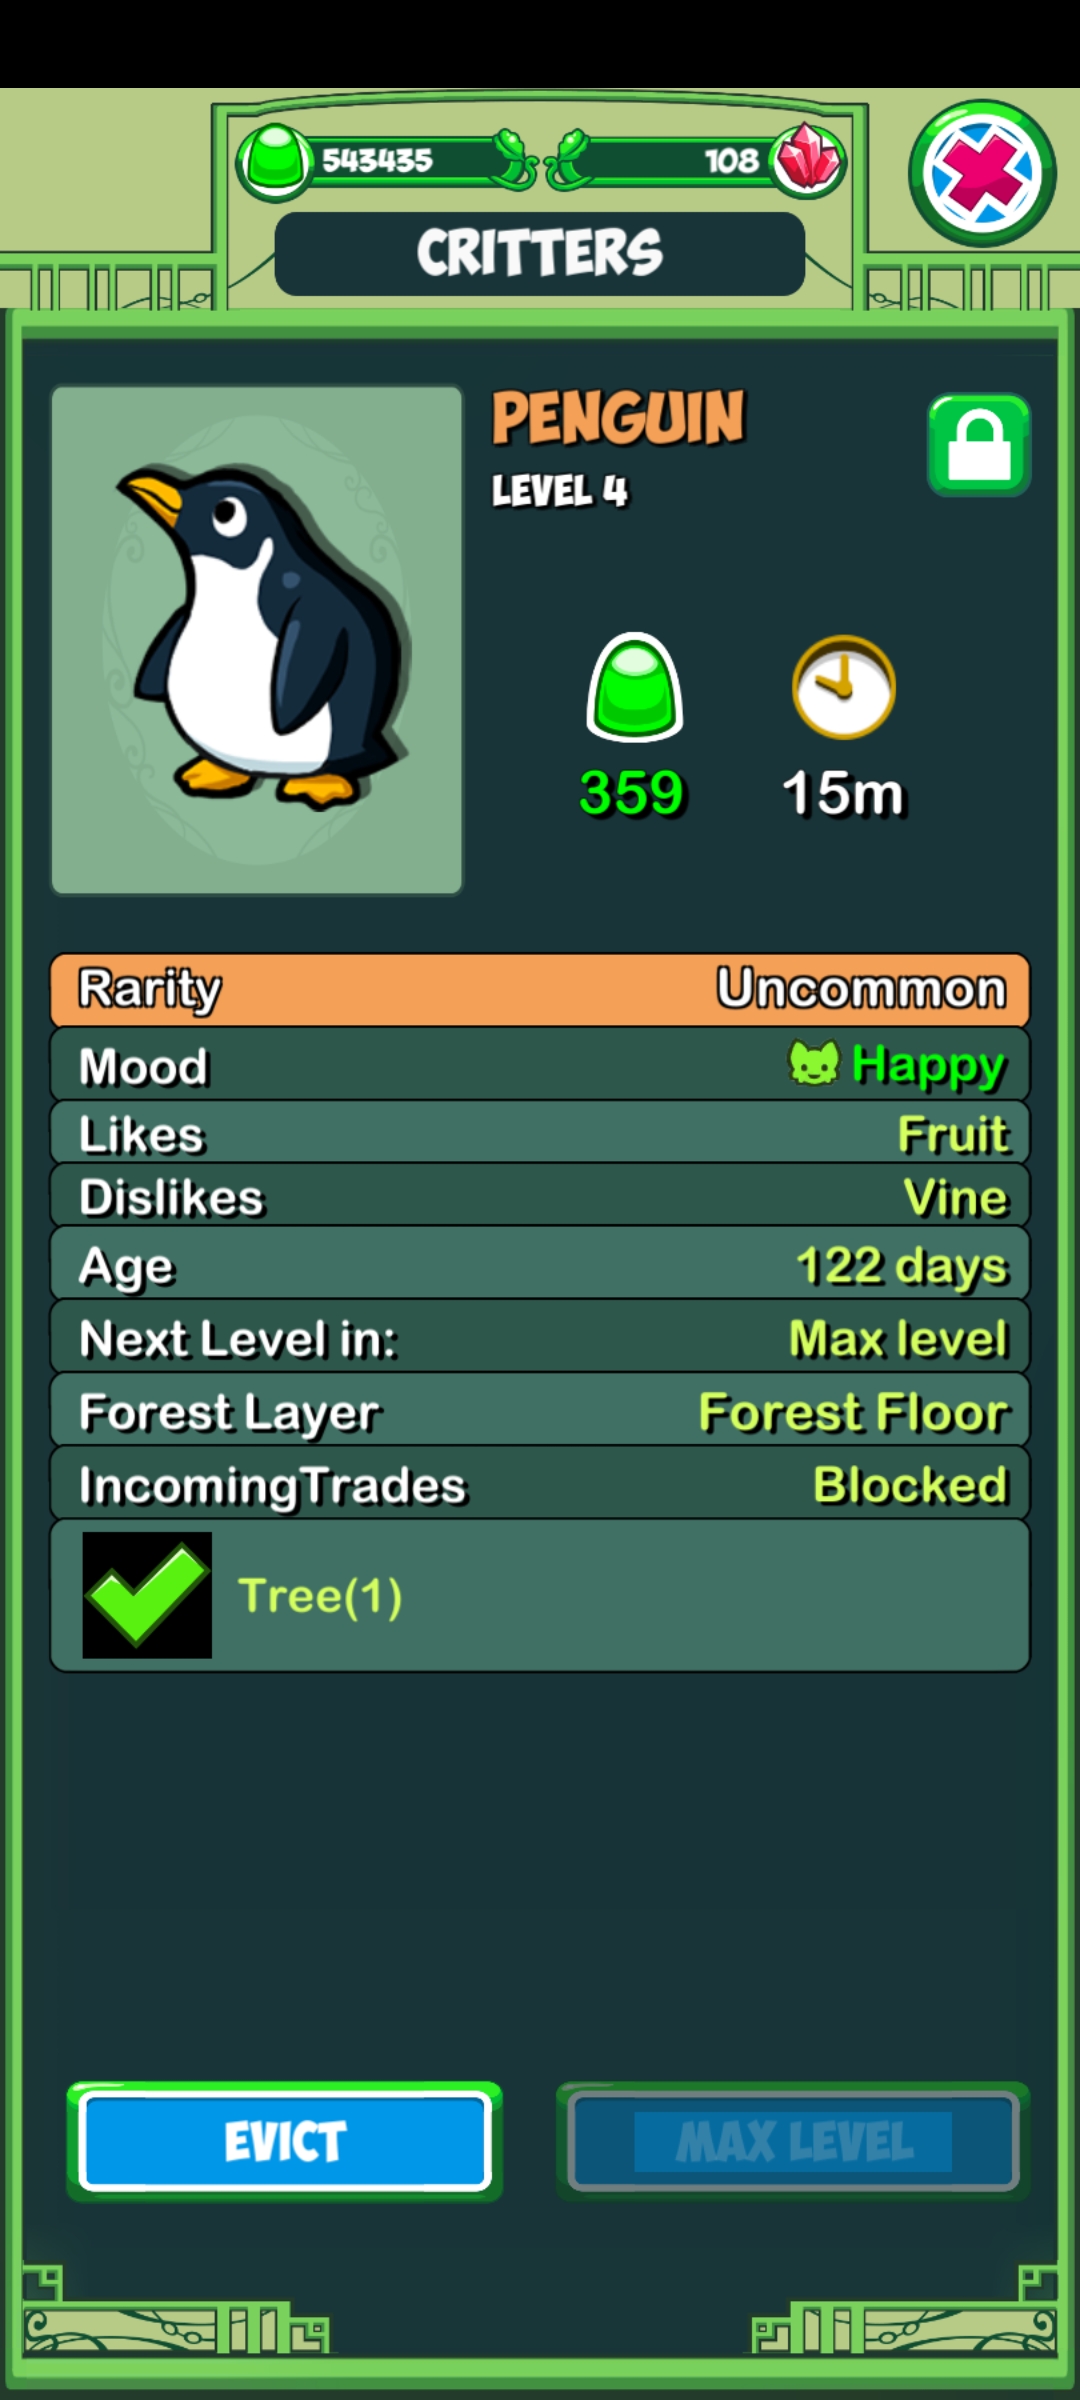 543435
108
CRITTERS
PENGUIN
LEVEL 4
359
15m
Rarity Uncommon
Mood Happy
Likes Fruit
Dislikes Vine
Age 122 days
Next Level in: Max level
Forest Layer Forest Floor
IncomingTrades Blocked
Tree(1)
EVICT
MAX LEVEL